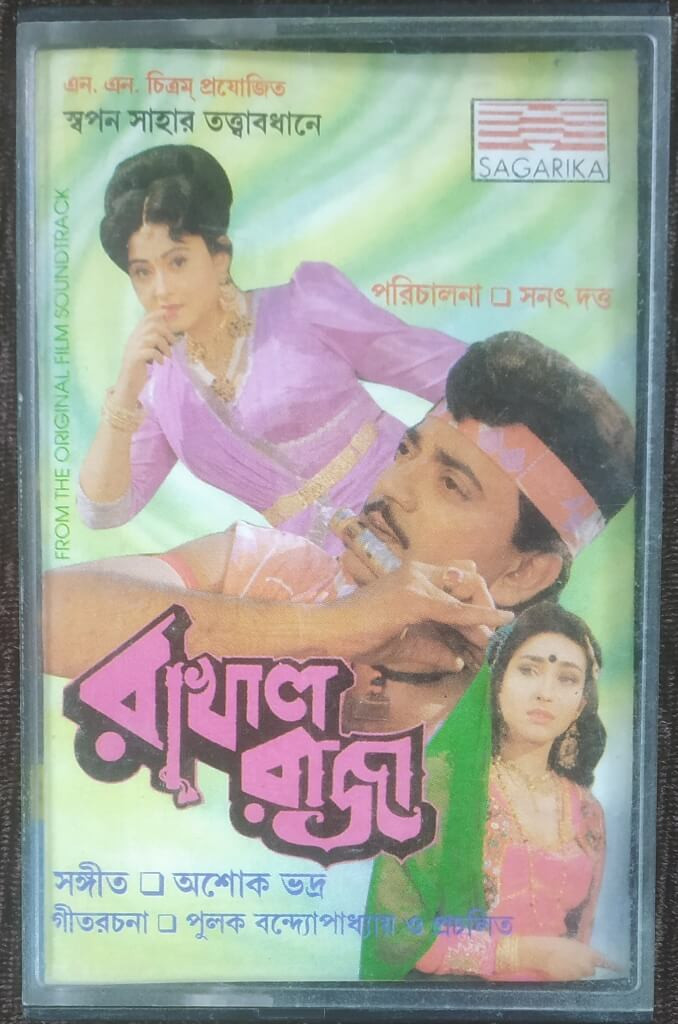 এন. এন. চিত্রম্ প্রযোজিত
স্বপন সাহার তত্ত্বাবধানে
SAGARIKA
FROM THE ORIGINAL FILM SOUNDTRACK
পরিচালনা □ সনৎ দত্ত
রাখাল
রাজা
সঙ্গীত □ অশোক ভদ্র
গীতরচনা □ পুলক বন্দ্যোপাধ্যায় ও প্রচলিত